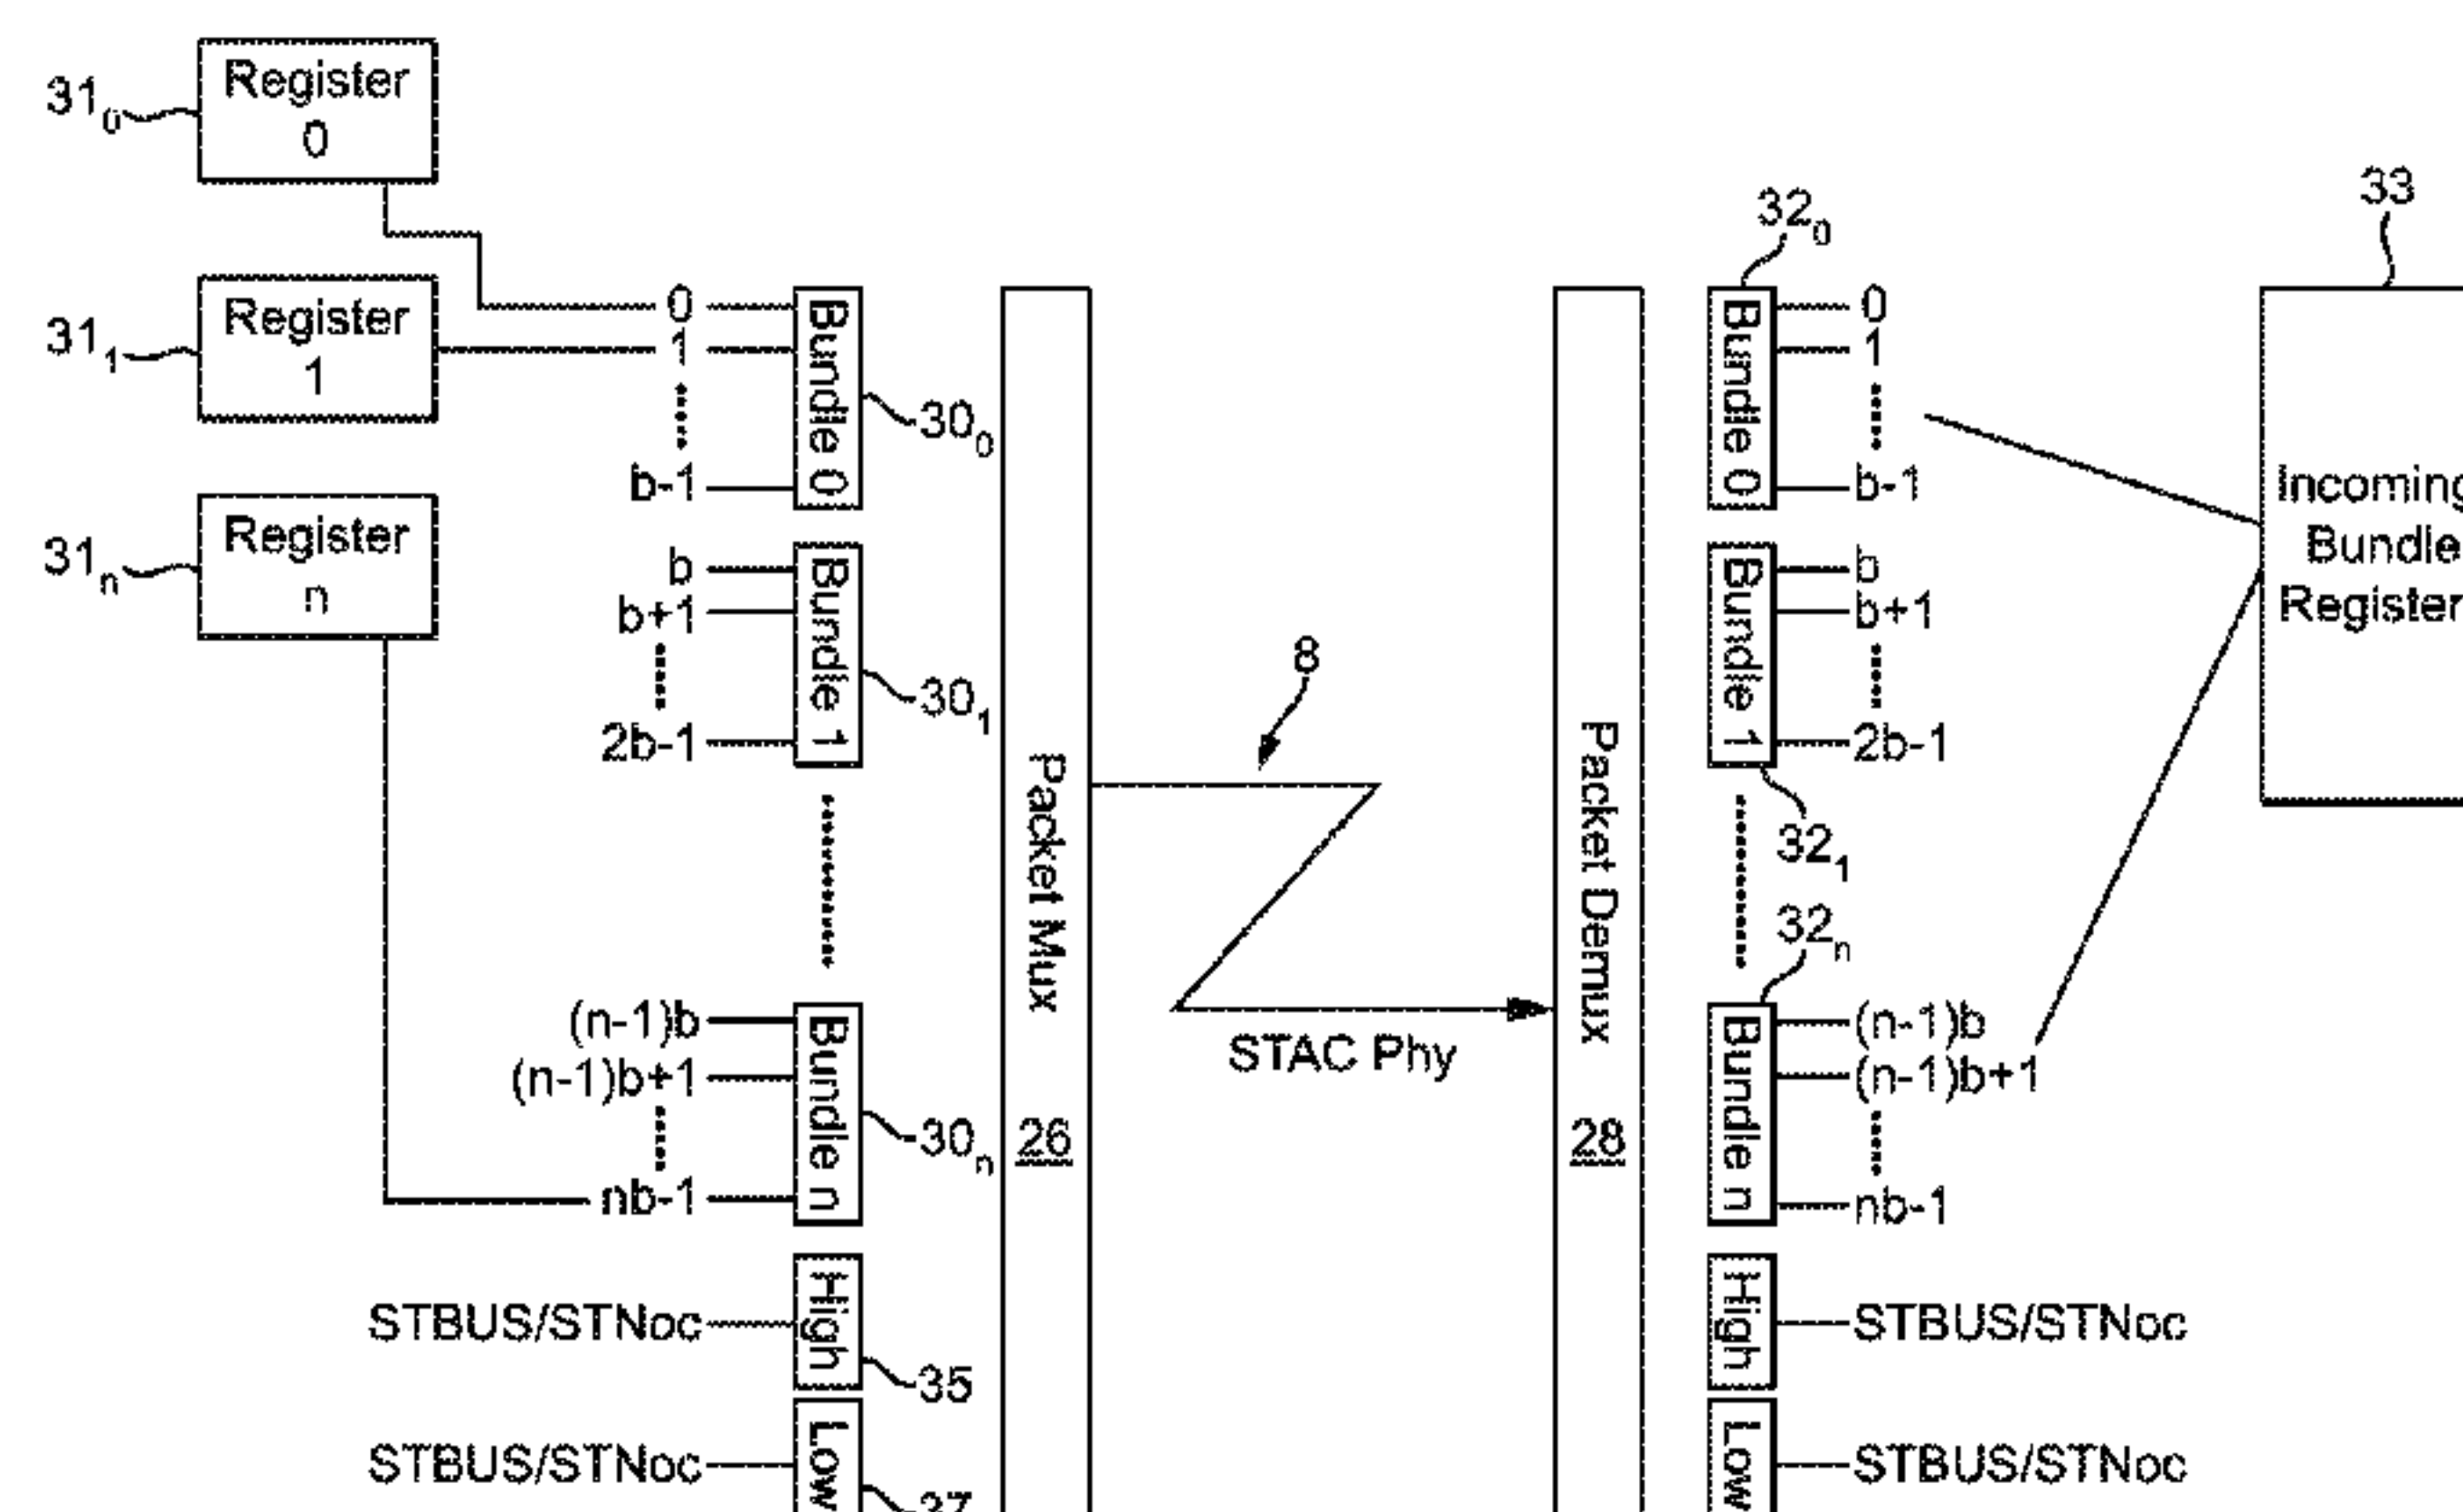 31₀
Register
0
31₁
Register
1
31ₙ
Register
n
0
1
b-1
Bundle 0
30₀
b
b+1
2b-1
Bundle 1
30₁
(n-1)b
(n-1)b+1
nb-1
Bundle n
30ₙ
STBUS/STNoc
High
35
STBUS/STNoc
Low
Packet Mux
26
8
STAC Phy
Packet Demux
28
32₀
Bundle 0
0
1
b-1
Bundle 1
b
b+1
2b-1
32₁
32ₙ
Bundle n
(n-1)b
(n-1)b+1
nb-1
High
STBUS/STNoc
Low
STBUS/STNoc
33
Incoming
Bundle
Register